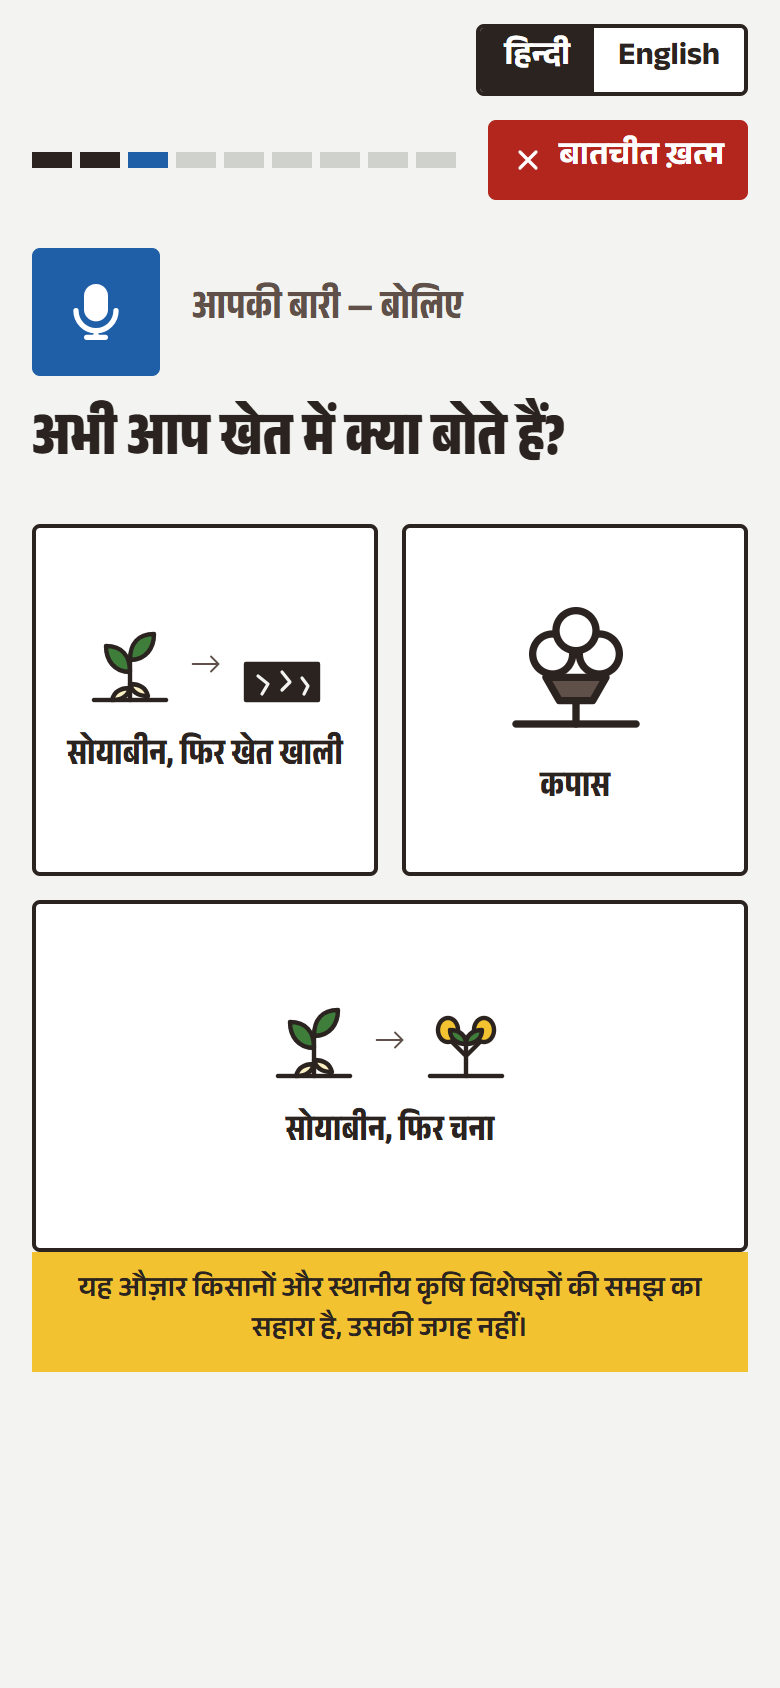 हिन्दी English
बातचीत ख़त्म
आपकी बारी – बोलिए
अभी आप खेत में क्या बोते हैं?
सोयाबीन, फिर खेत खाली
कपास
सोयाबीन, फिर चना
यह औज़ार किसानों और स्थानीय कृषि विशेषज्ञों की समझ का
सहारा है, उसकी जगह नहीं।